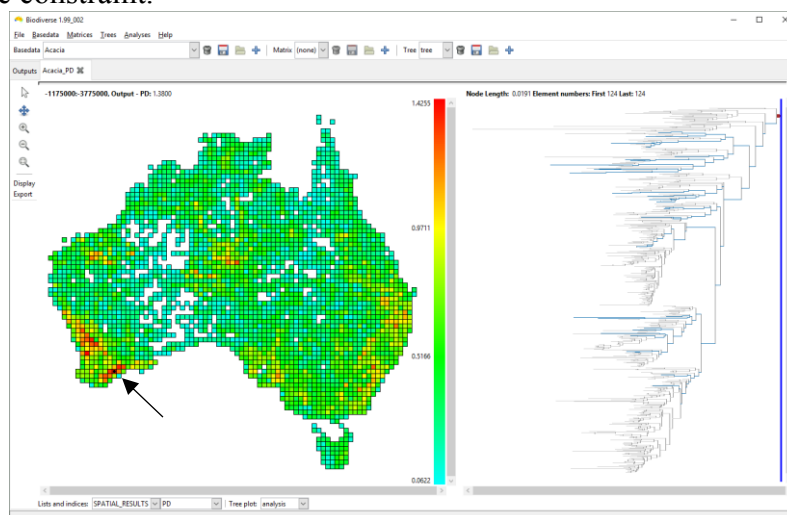 e constraint.
Biodiverse 1.99_002
File Basedata Matrices Trees Analyses Help
Basedata Acacia Matrix (none) Tree tree
Outputs Acacia_PD
-1175000:-3775000, Output - PD: 1.3800
Node Length: 0.0191 Element numbers: First 124 Last: 124
1.4255
Display
Export
0.9711
0.5166
0.0622
Lists and indices: SPATIAL_RESULTS PD Tree plot: analysis